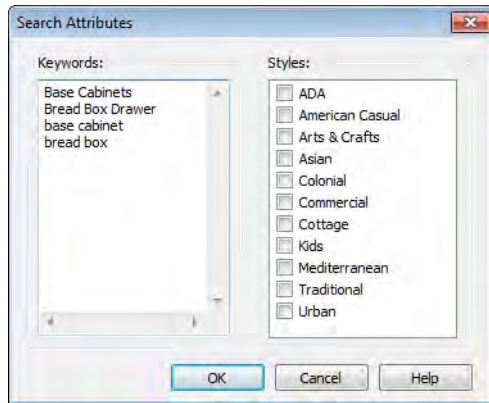 Search Attributes
Keywords:
Base Cabinets
Bread Box Drawer
base cabinet
bread box
Styles:
ADA
American Casual
Arts & Crafts
Asian
Colonial
Commercial
Cottage
Kids
Mediterranean
Traditional
Urban
OK
Cancel
Help